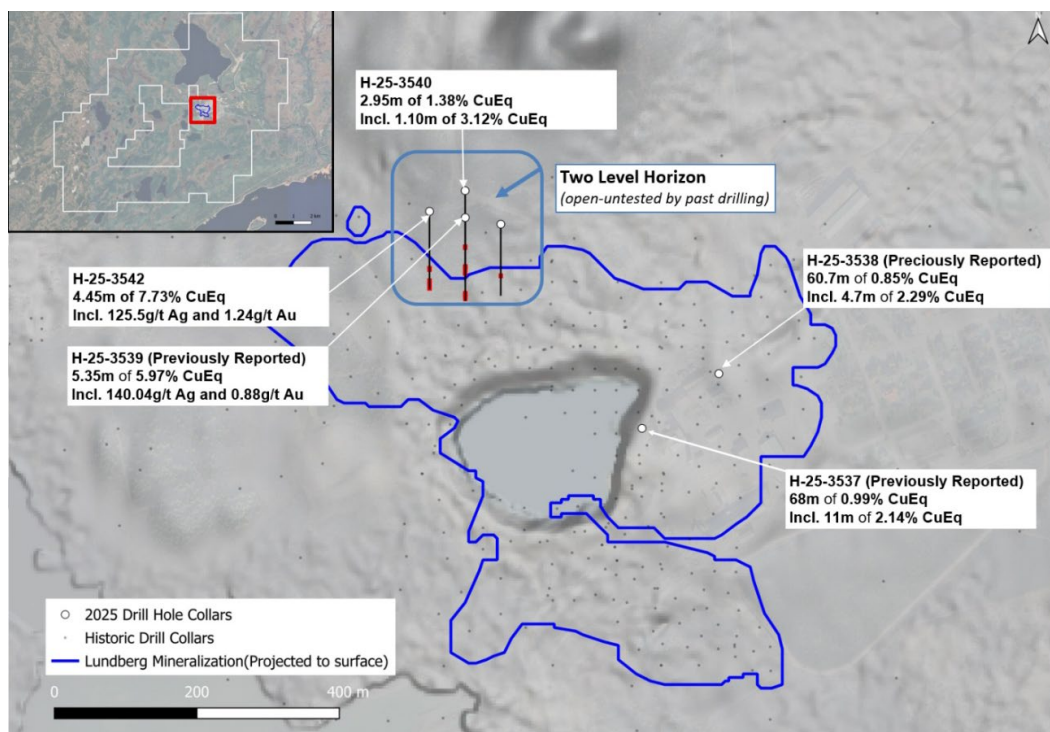 H-25-3540
2.95m of 1.38% CuEq
Incl. 1.10m of 3.12% CuEq
Two Level Horizon
(open-untested by past drilling)
H-25-3542
4.45m of 7.73% CuEq
Incl. 125.5g/t Ag and 1.24g/t Au
H-25-3539 (Previously Reported)
5.35m of 5.97% CuEq
Incl. 140.04g/t Ag and 0.88g/t Au
H-25-3538 (Preciously Reported)
60.7m of 0.85% CuEq
Incl. 4.7m of 2.29% CuEq
H-25-3537 (Previously Reported)
68m of 0.99% CuEq
Incl. 11m of 2.14% CuEq
2025 Drill Hole Collars
Historic Drill Collars
Lundberg Mineralization(Projected to surface)
0 200 400 m
0 1 2 km